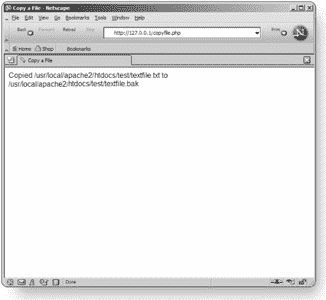 Copy a File - Netscape
File Edit View Go Bookmarks Tools Window Help
Back Forward Reload Stop http://127.0.0.1/copyfile.php Print
Home Shop Bookmarks
Copy a File
Copied /usr/local/apache2/htdocs/test/textfile.txt to
/usr/local/apache2/htdocs/test/textfile.bak
Done